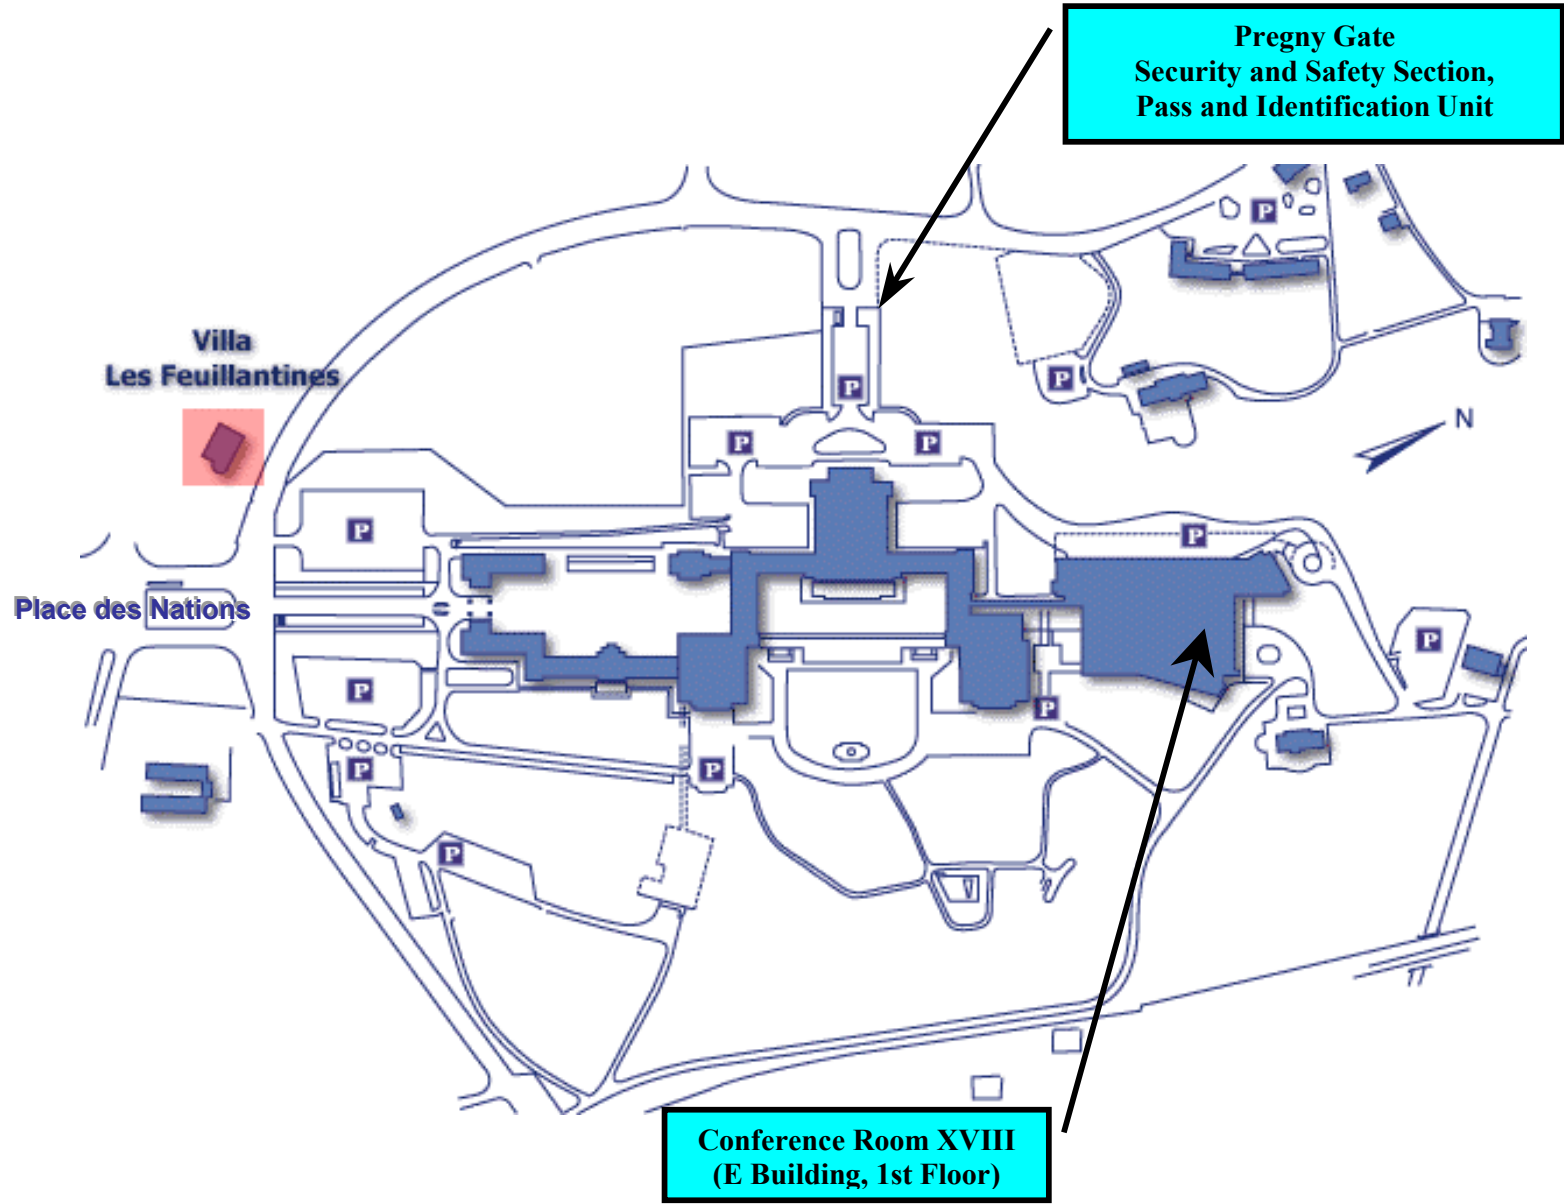 Pregny Gate
Security and Safety Section,
Pass and Identification Unit
P
Villa
Les Feuillantines
P
P
P
P
N
P
P
P
Place des Nations
P
P
P
P
P
P
Conference Room XVIII
(E Building, 1st Floor)